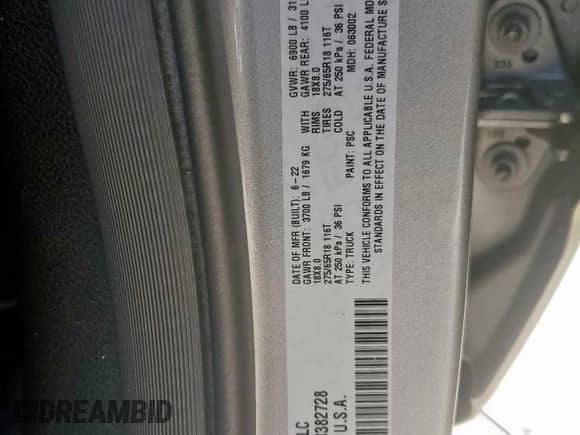 DATE OF MFR (BUILT): 6-22 GVWR: 6900 LB / 31
GAWR FRONT: 3700 LB / 1679 KG WITH GAWR REAR: 4100 L
18X8.0 RIMS 18X8.0
275/65R18 116T TIRES 275/65R18 116T
AT 250 kPa / 36 PSI COLD AT 250 kPa / 36 PSI
TYPE: TRUCK PAINT: PSC MDH: 063002
THIS VEHICLE CONFORMS TO ALL APPLICABLE U.S.A. FEDERAL MO
STANDARDS IN EFFECT ON THE DATE OF MANUFACTURE S
LC
382728
U.S.A.
DREAMBID